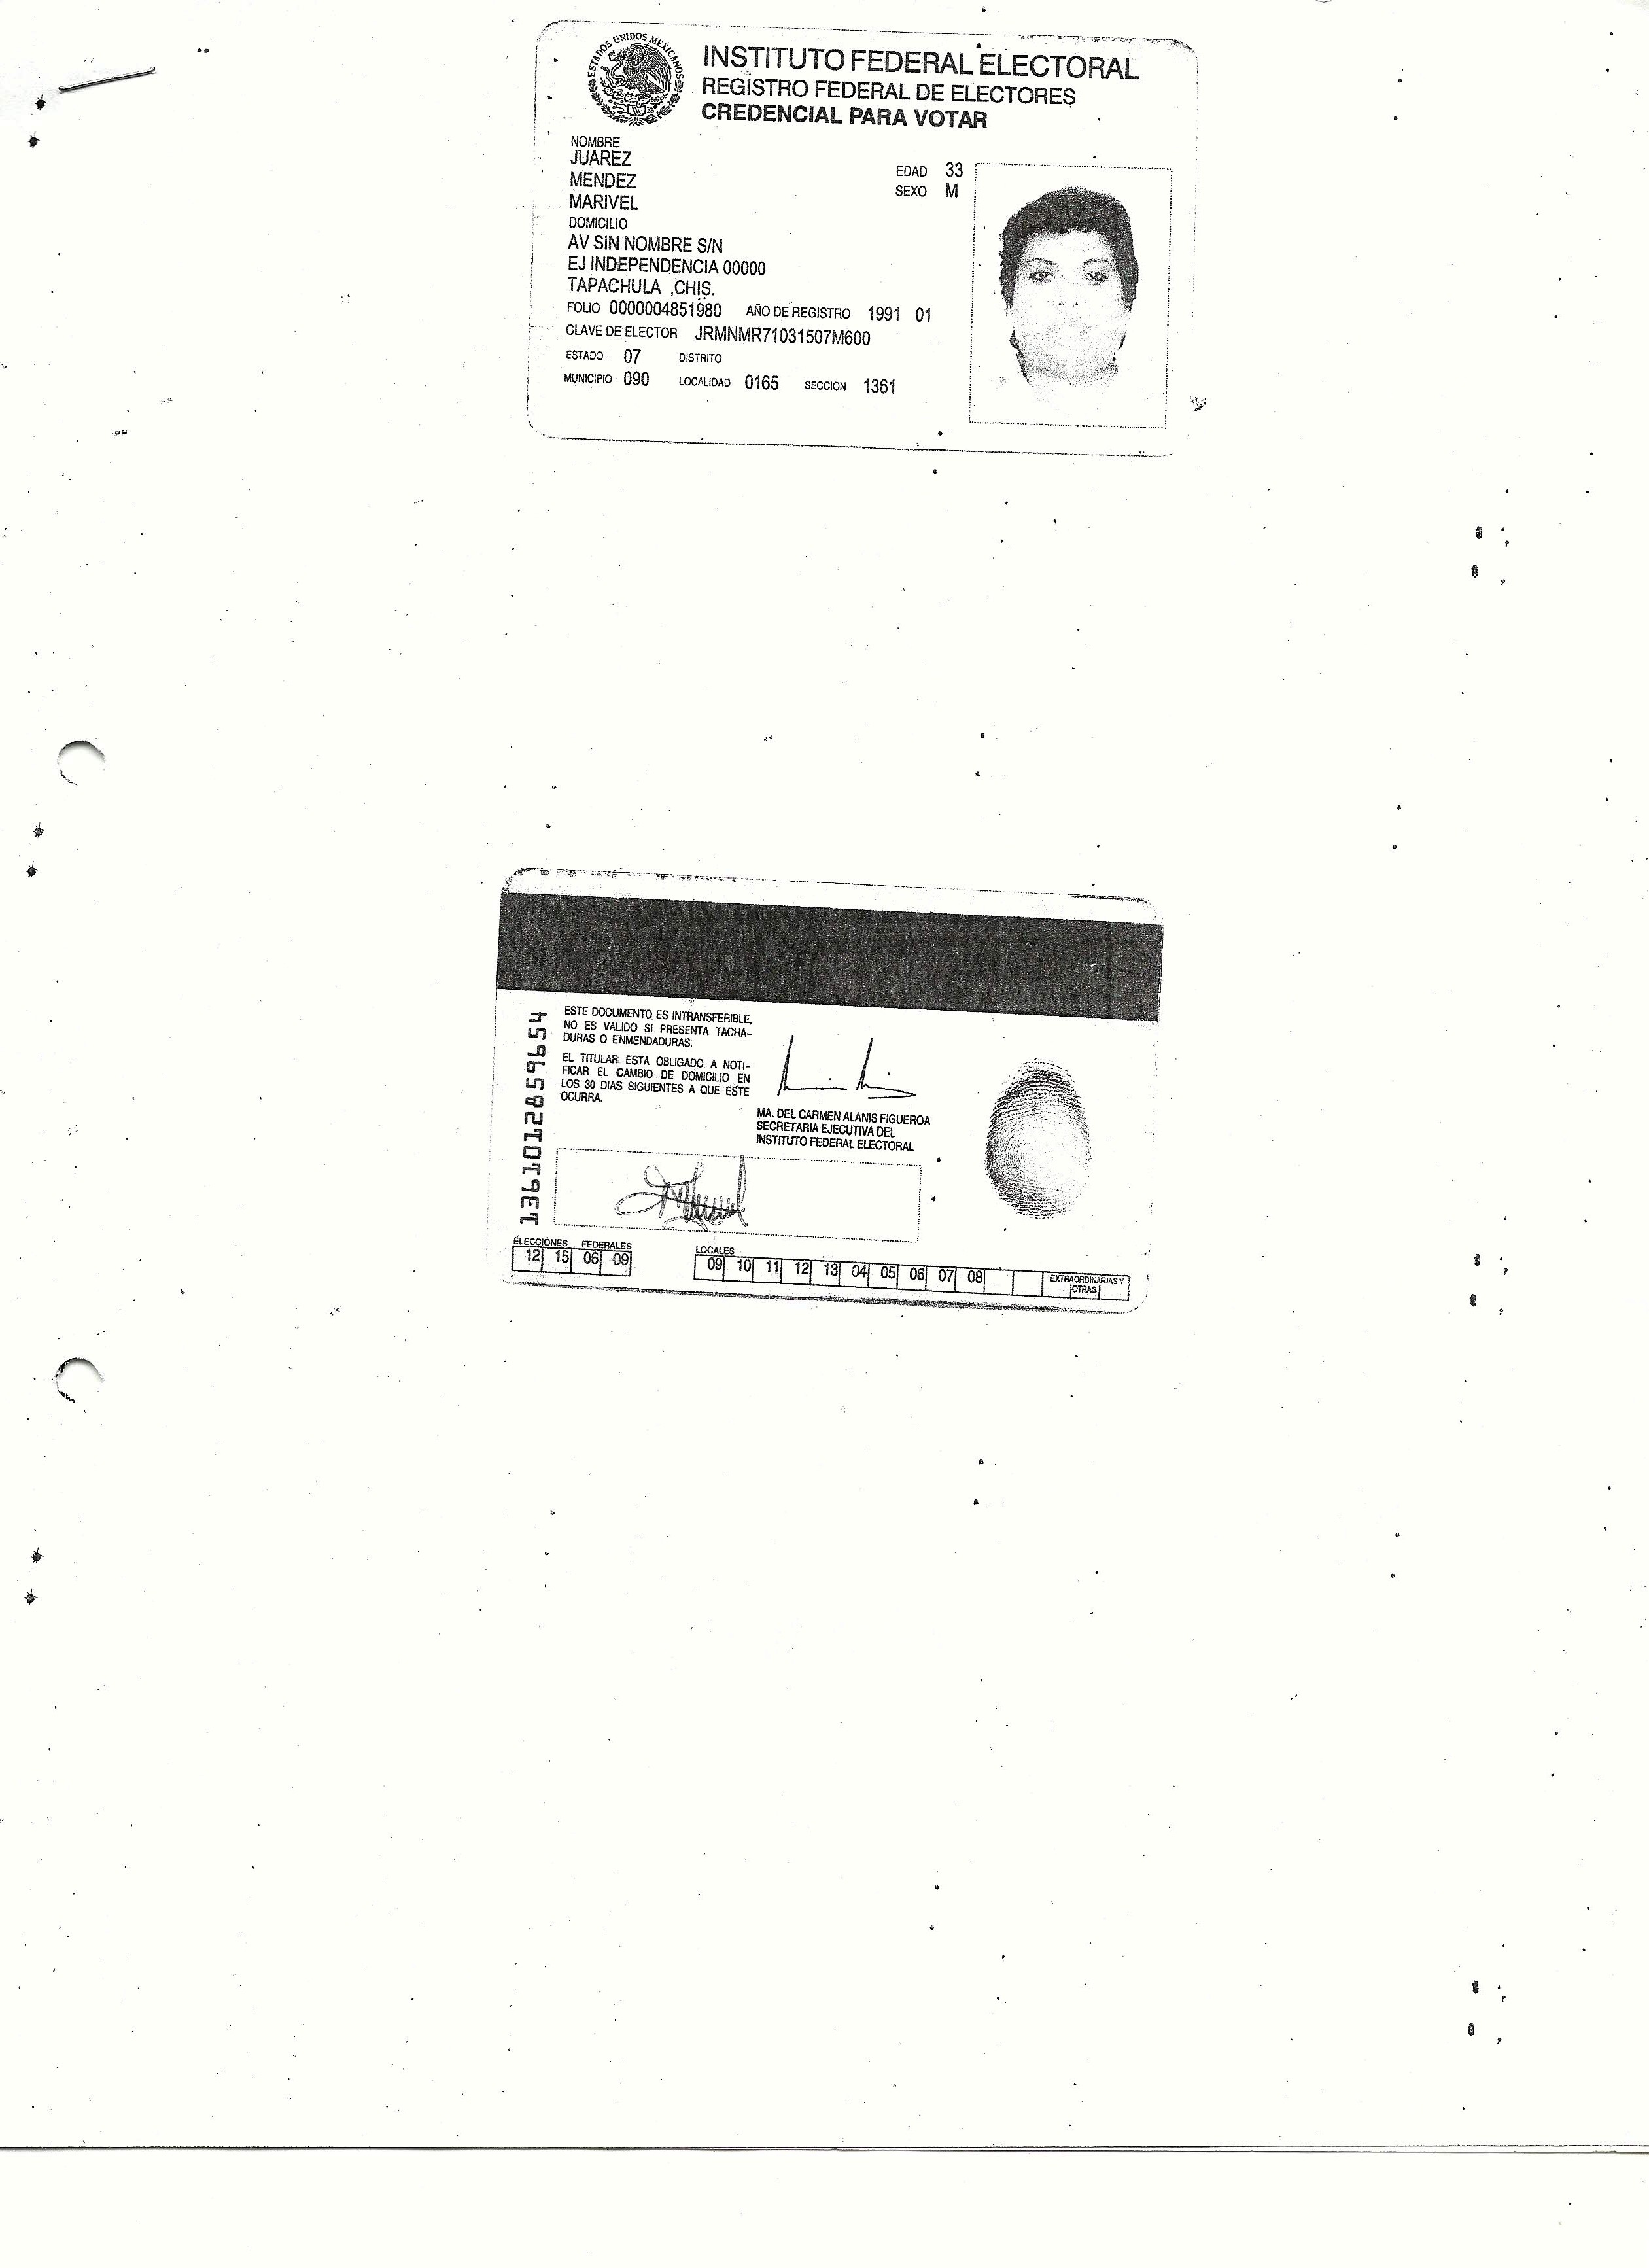 ESTADOS UNIDOS MEXICANOS
INSTITUTO FEDERAL ELECTORAL
REGISTRO FEDERAL DE ELECTORES
CREDENCIAL PARA VOTAR
NOMBRE
JUAREZ
EDAD 33
MENDEZ
SEXO M
MARIVEL
DOMICILIO
AV SIN NOMBRE S/N
EJ INDEPENDENCIA 00000
TAPACHULA ,CHIS.
FOLIO 0000004851980 AÑO DE REGISTRO 1991 01
CLAVE DE ELECTOR JRMNMR71031507M600
ESTADO 07 DISTRITO
MUNICIPIO 090 LOCALIDAD 0165 SECCION 1361
ESTE DOCUMENTO ES INTRANSFERIBLE,
NO ES VALIDO SI PRESENTA TACHA-
DURAS O ENMENDADURAS.
EL TITULAR ESTA OBLIGADO A NOTI-
FICAR EL CAMBIO DE DOMICILIO EN
LOS 30 DIAS SIGUIENTES A QUE ESTE
OCURRA.
MA. DEL CARMEN ALANIS FIGUEROA
SECRETARIA EJECUTIVA DEL
INSTITUTO FEDERAL ELECTORAL
1361012859654
ELECCIONES FEDERALES
12 15 06 09
LOCALES
09 10 11 12 13 04 05 06 07 08
EXTRAORDINARIAS Y
OTRAS